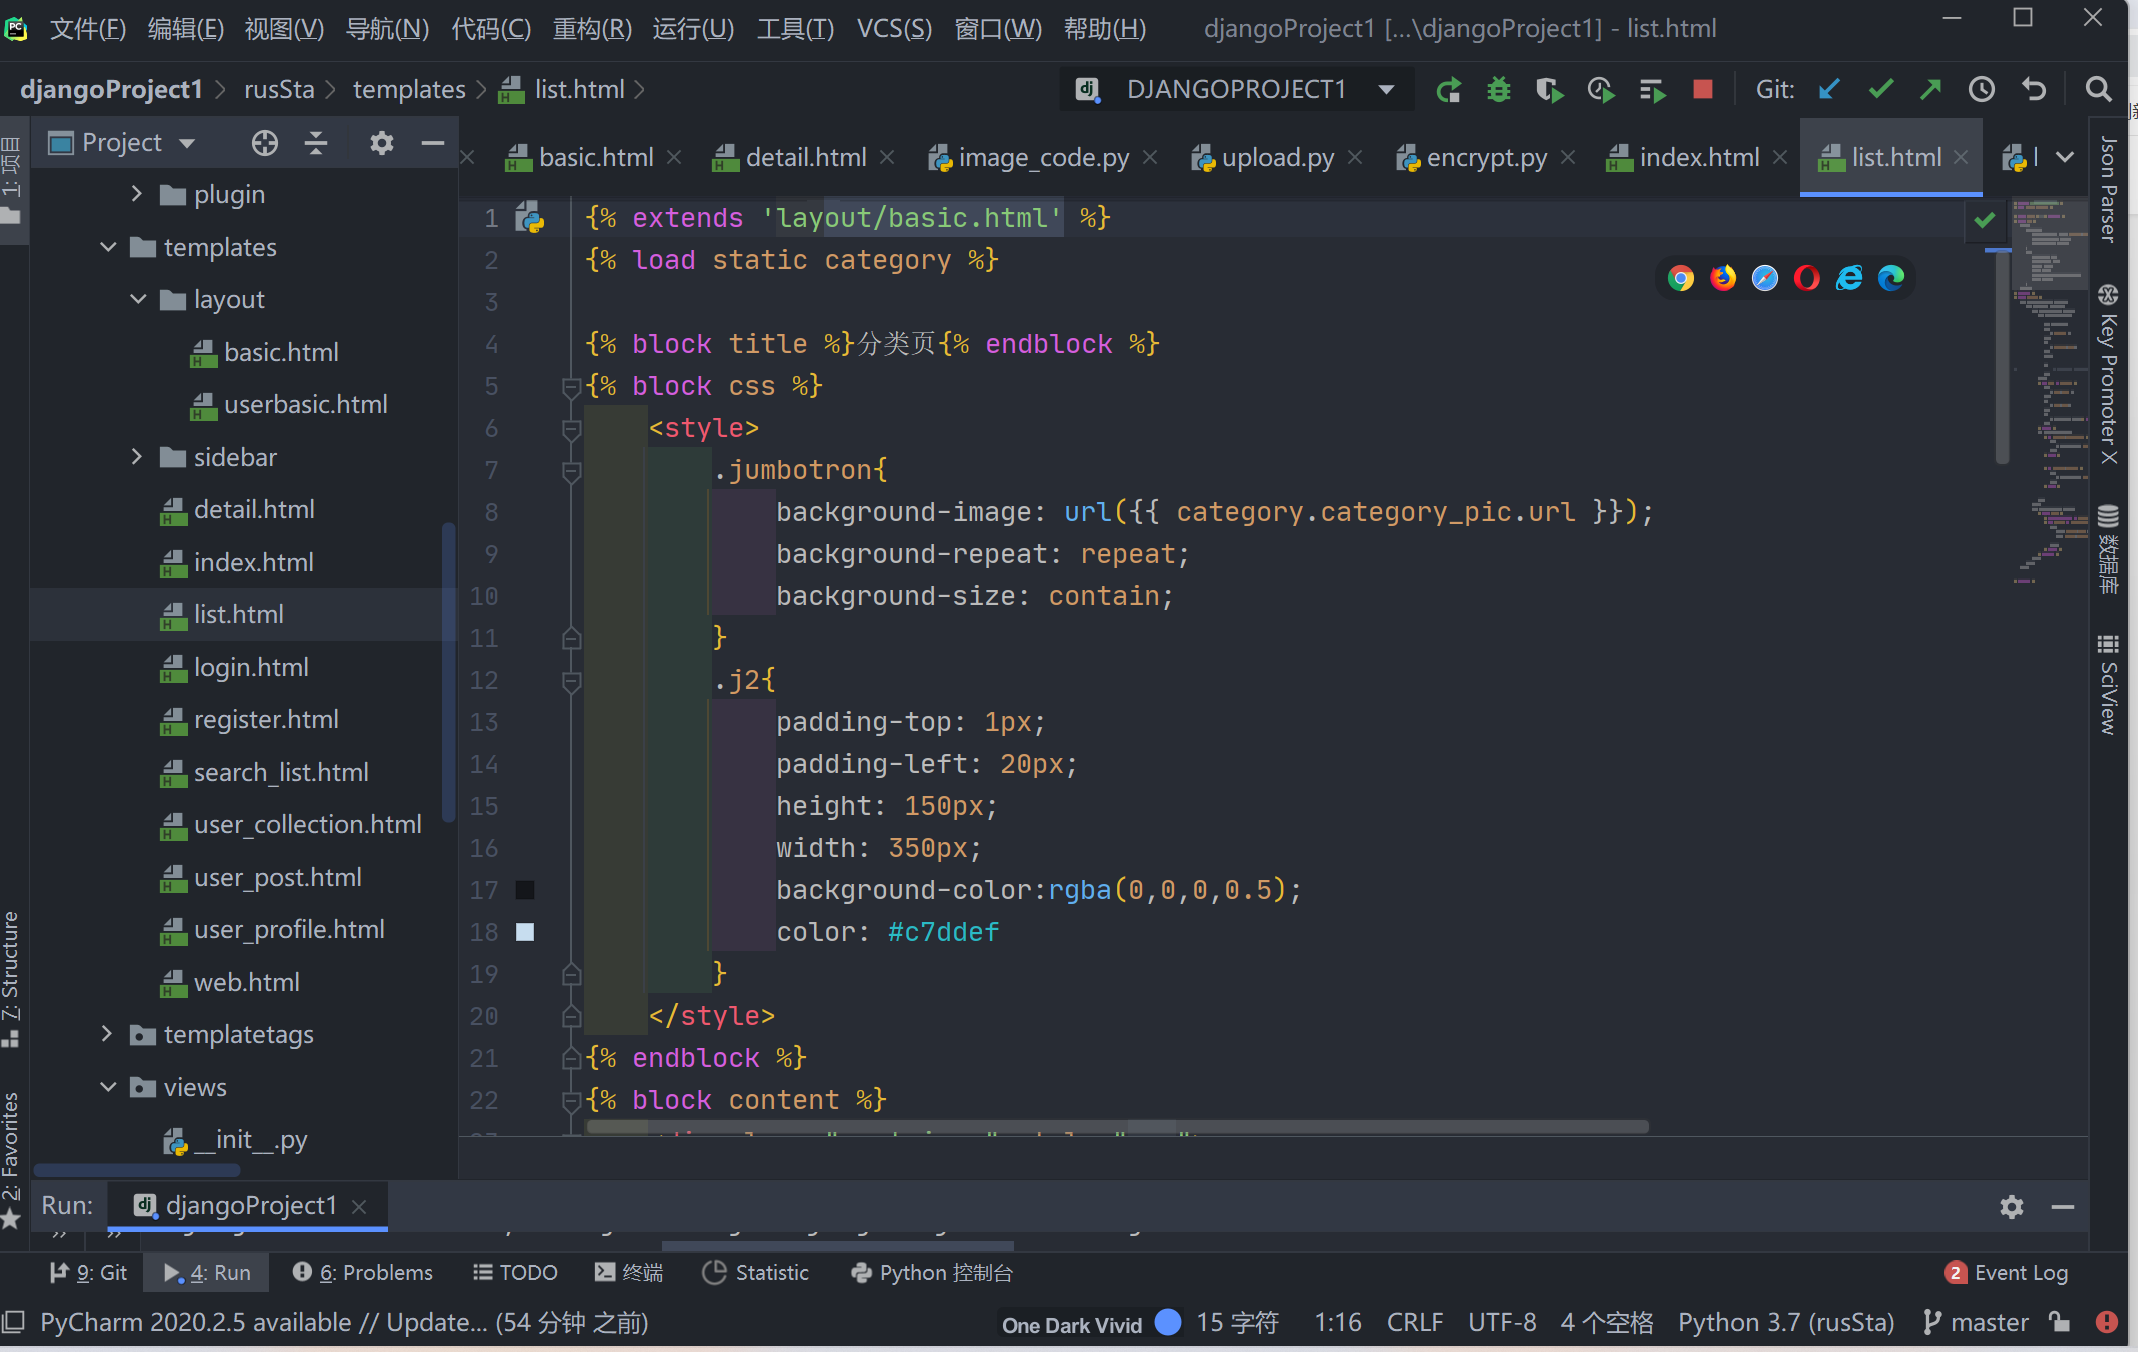 文件(F) 编辑(E) 视图(V) 导航(N) 代码(C) 重构(R) 运行(U) 工具(T) VCS(S) 窗口(W) 帮助(H) djangoProject1 [...\djangoProject1] - list.html
djangoProject1 rusSta templates list.html DJANGOPROJECT1 Git:
Project
basic.html detail.html image_code.py upload.py encrypt.py index.html list.html
1: 项目
plugin
templates
layout
basic.html
userbasic.html
sidebar
detail.html
index.html
list.html
login.html
register.html
search_list.html
user_collection.html
user_post.html
user_profile.html
web.html
templatetags
views
__init__.py
7: Structure
2: Favorites
1 {% extends 'layout/basic.html' %}
2 {% load static category %}
3
4 {% block title %}分类页{% endblock %}
5 {% block css %}
6 <style>
7 .jumbotron{
8 background-image: url({{ category.category_pic.url }});
9 background-repeat: repeat;
10 background-size: contain;
11 }
12 .j2{
13 padding-top: 1px;
14 padding-left: 20px;
15 height: 150px;
16 width: 350px;
17 background-color:rgba(0,0,0,0.5);
18 color: #c7ddef
19 }
20 </style>
21 {% endblock %}
22 {% block content %}
Json Parser
Key Promoter X
数据库
SciView
Run: djangoProject1
9: Git 4: Run 6: Problems TODO 终端 Statistic Python 控制台 2 Event Log
PyCharm 2020.2.5 available // Update... (54 分钟 之前) One Dark Vivid 15 字符 1:16 CRLF UTF-8 4 个空格 Python 3.7 (rusSta) master